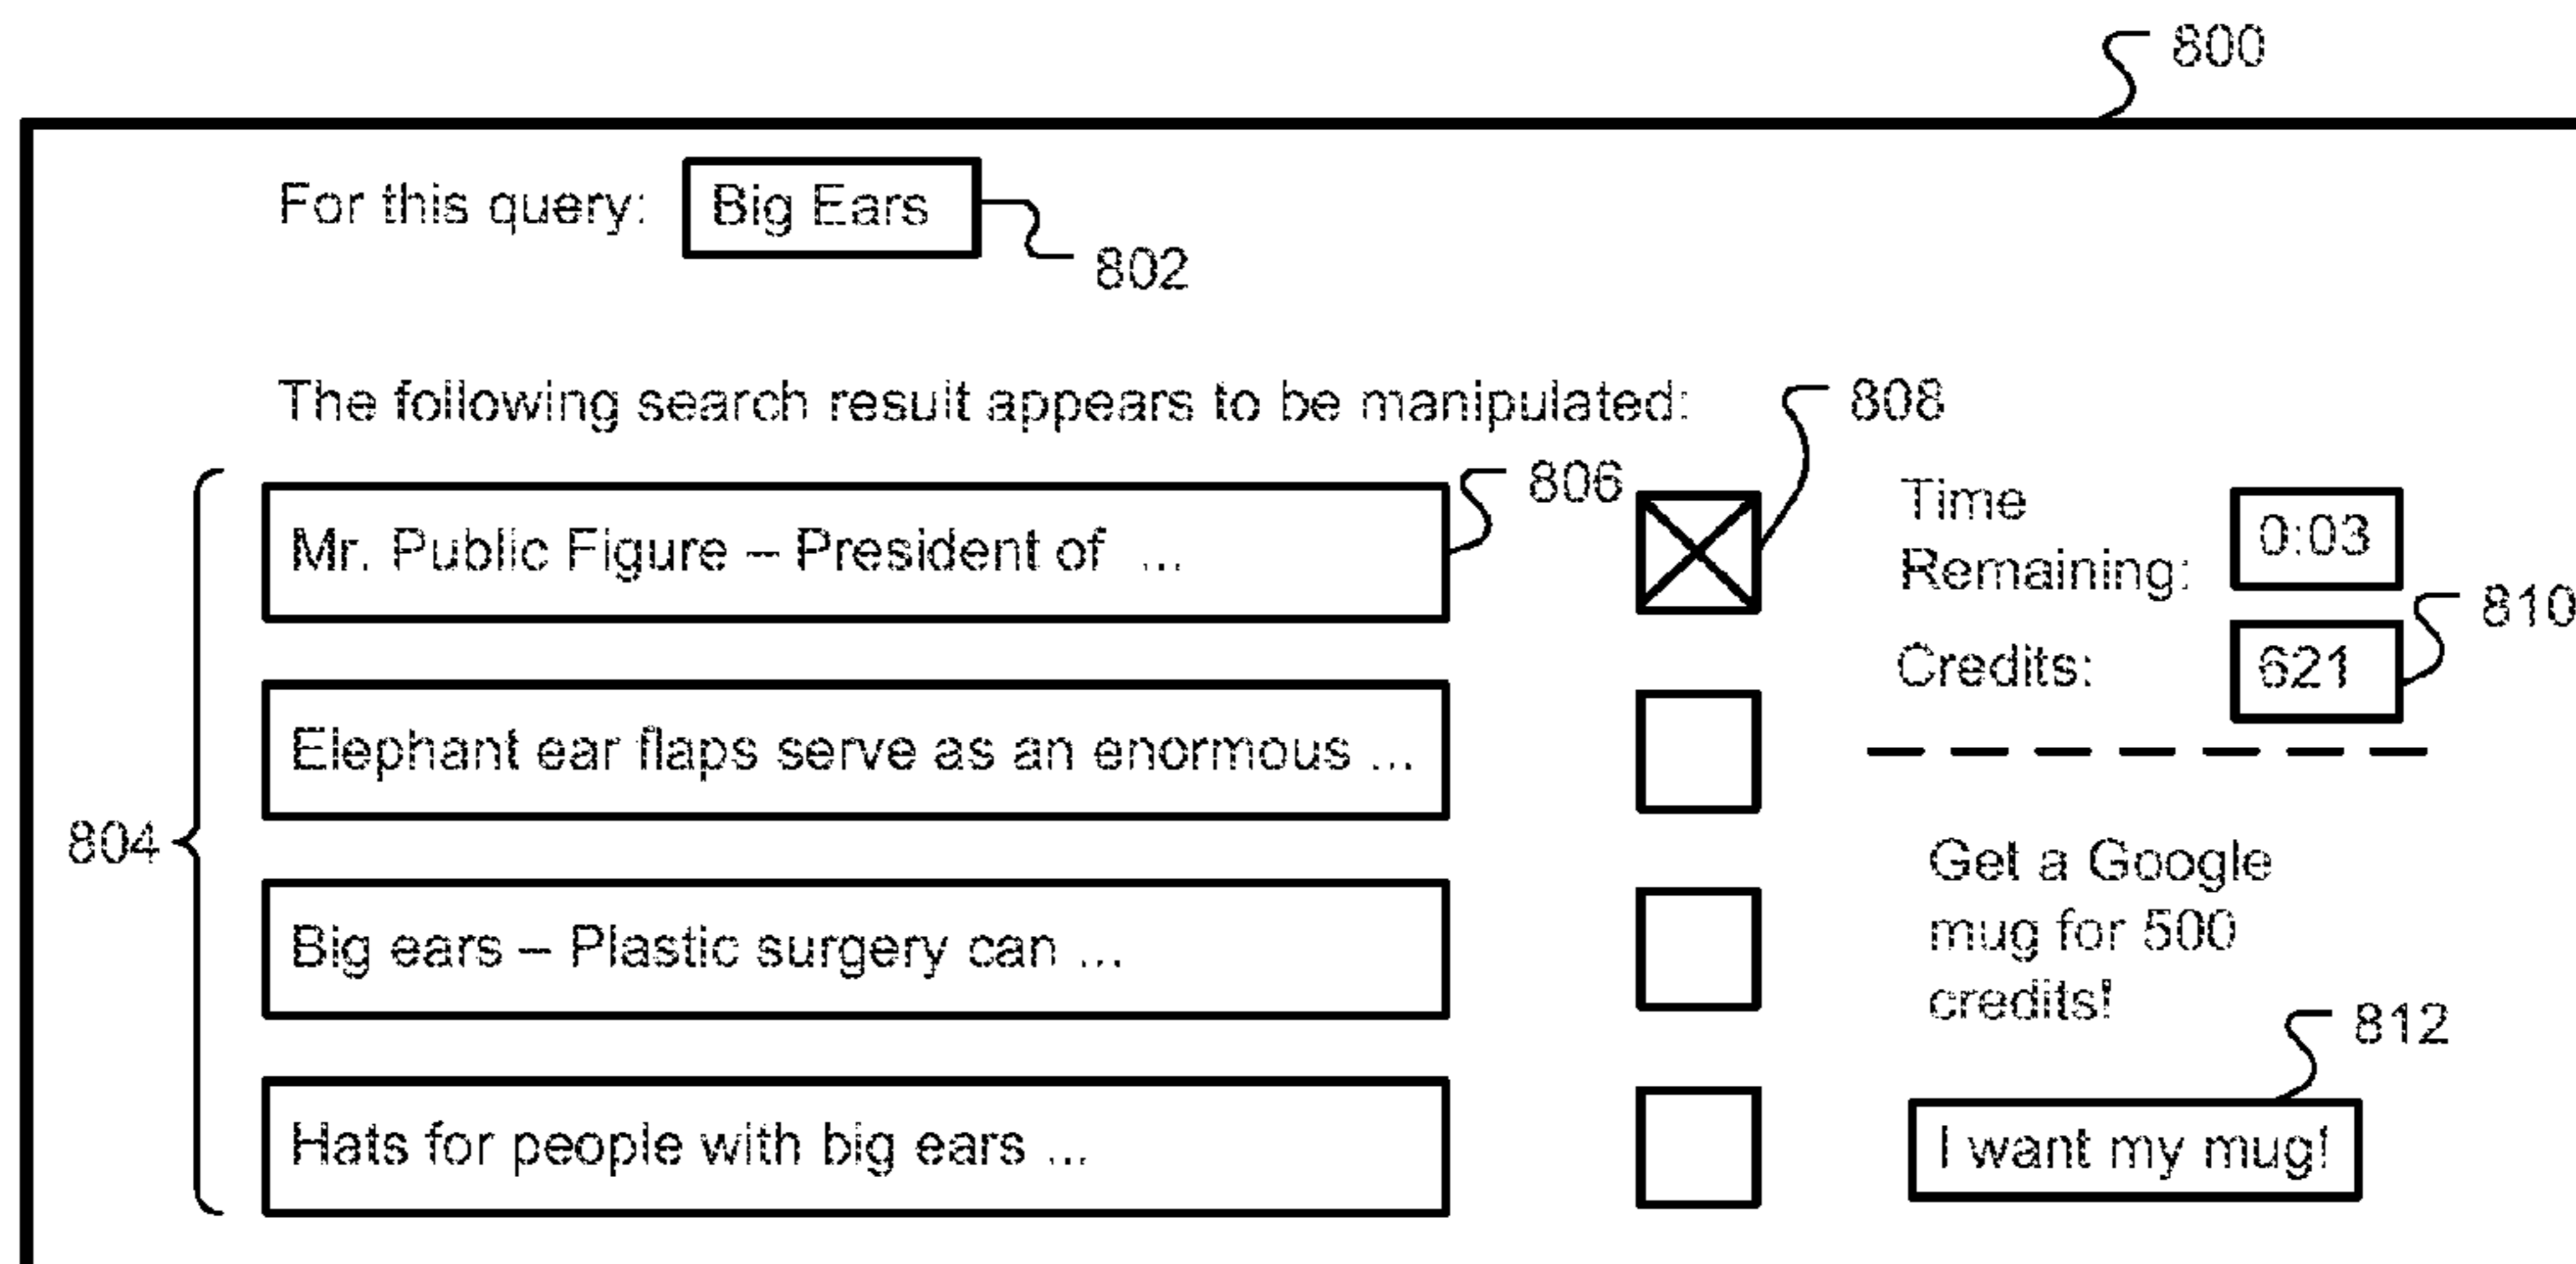 800
For this query: Big Ears
802
The following search result appears to be manipulated:
808
806
Mr. Public Figure – President of ...
Time
Remaining: 0:03
810
Credits: 621
Elephant ear flaps serve as an enormous ...
804
Big ears – Plastic surgery can ...
Get a Google
mug for 500
credits!
812
Hats for people with big ears ...
I want my mug!